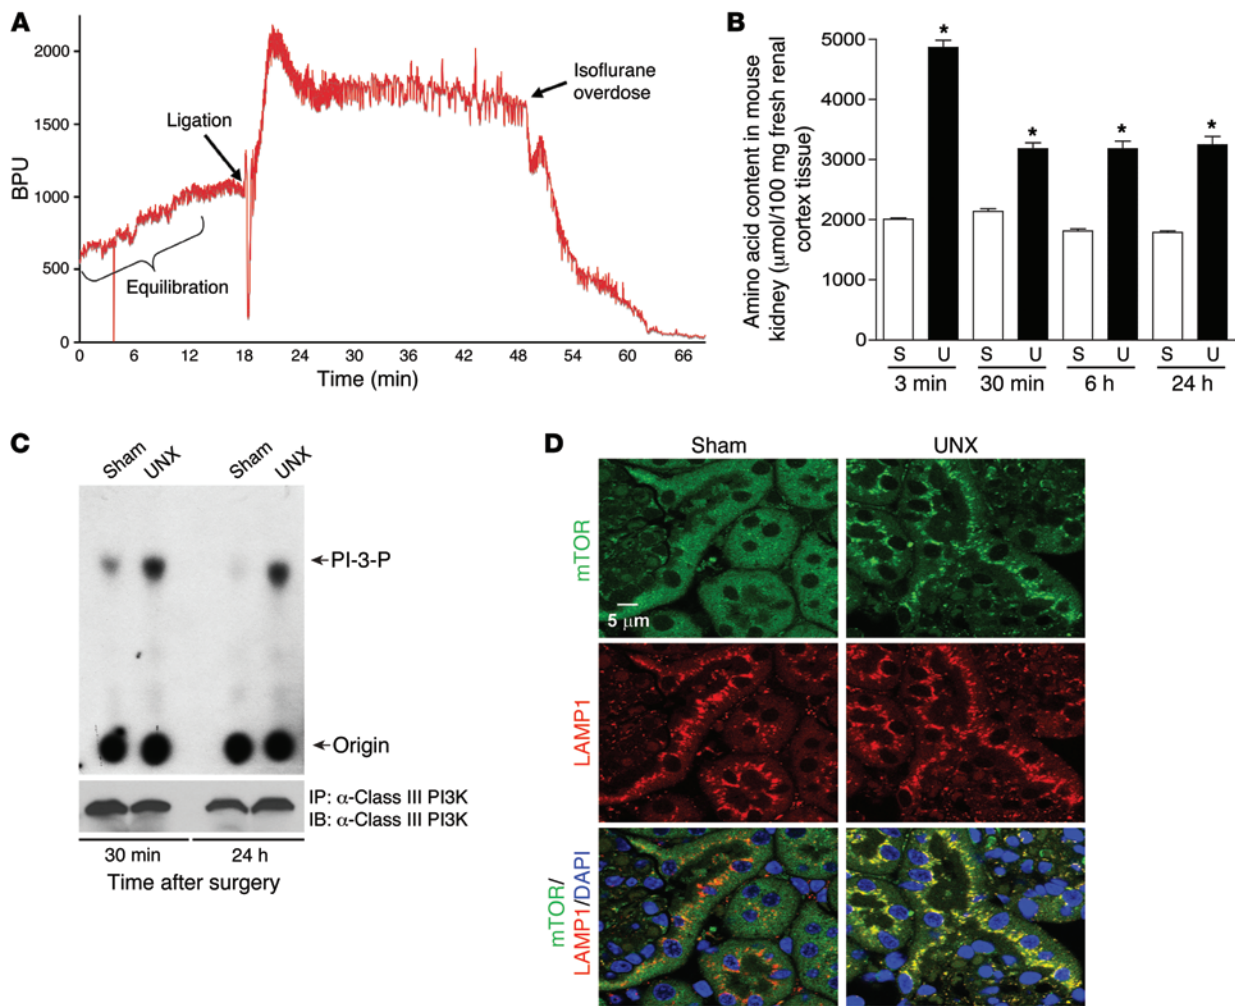 A
BPU
2000
1500
1000
500
0
Ligation
Equilibration
Isoflurane
overdose
0 6 12 18 24 30 36 42 48 54 60 66
Time (min)
B
Amino acid content in mouse
kidney (μmol/100 mg fresh renal
cortex tissue)
5000
4000
3000
2000
1000
0
* * * *
S U S U S U S U
3 min 30 min 6 h 24 h
C
Sham UNX Sham UNX
PI-3-P
Origin
IP: α-Class III PI3K
IB: α-Class III PI3K
30 min 24 h
Time after surgery
D
Sham UNX
mTOR
5 μm
LAMP1
mTOR/
LAMP1/DAPI